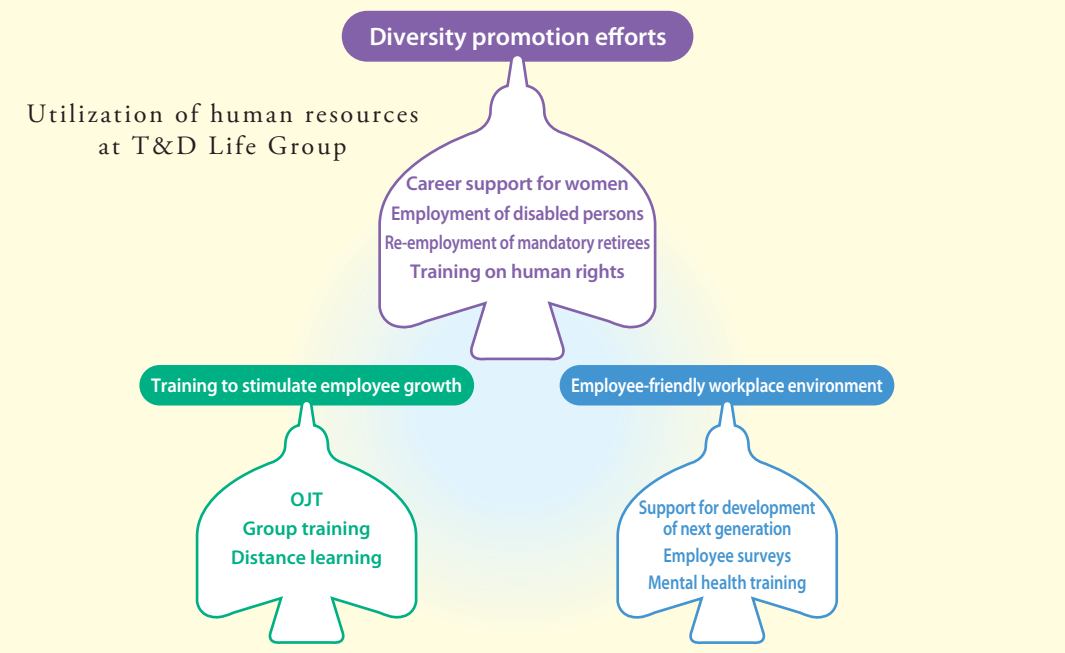 Diversity promotion efforts
Utilization of human resources
at T&D Life Group
Career support for women
Employment of disabled persons
Re-employment of mandatory retirees
Training on human rights
Training to stimulate employee growth
OJT
Group training
Distance learning
Employee-friendly workplace environment
Support for development
of next generation
Employee surveys
Mental health training